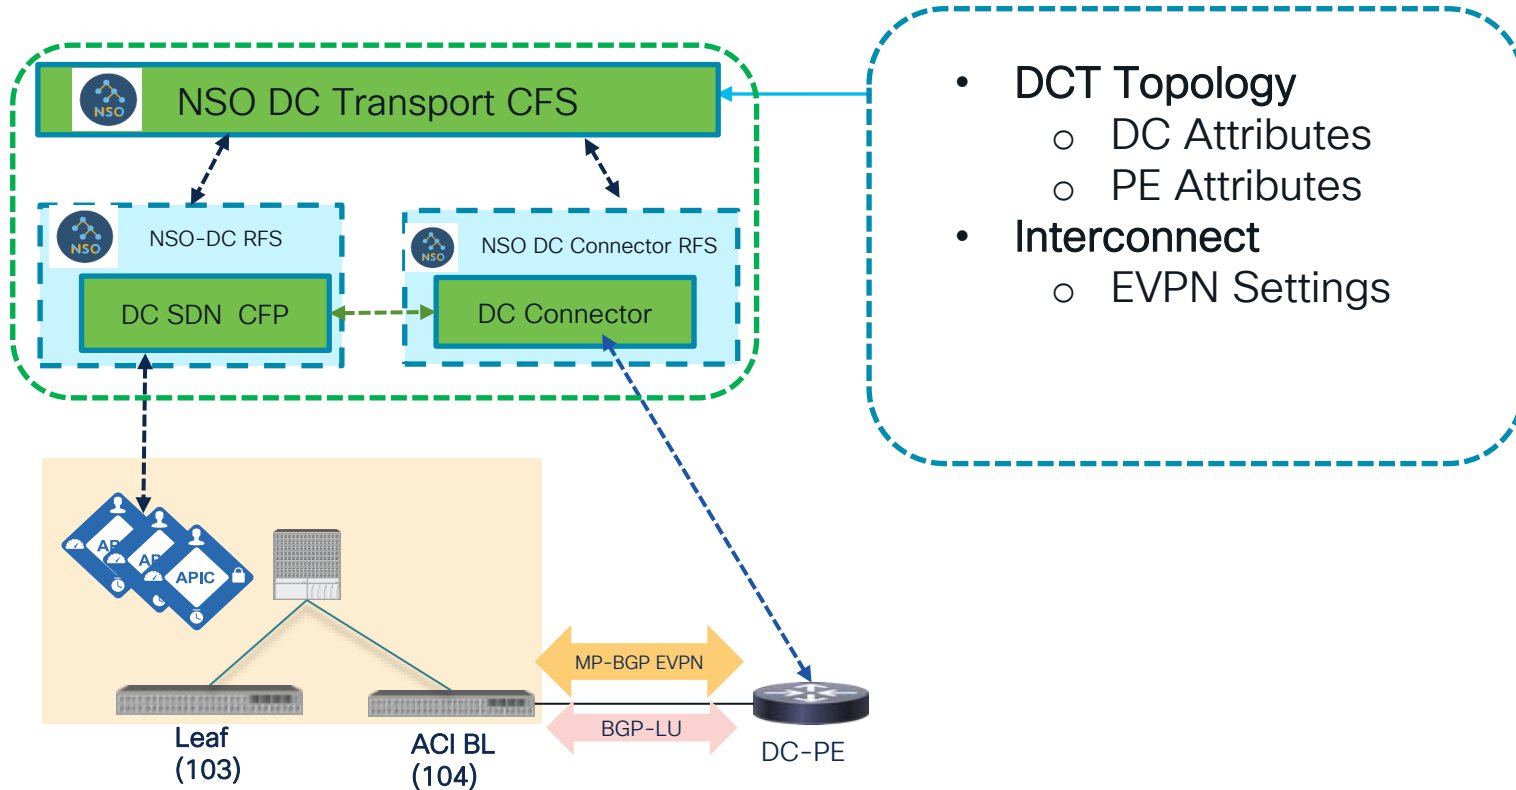 NSO
NSO DC Transport CFS
• DCT Topology
o DC Attributes
o PE Attributes
• Interconnect
o EVPN Settings
NSO
NSO-DC RFS
NSO
NSO DC Connector RFS
DC SDN CFP
DC Connector
AP
AP
APIC
MP-BGP EVPN
BGP-LU
Leaf
(103)
ACI BL
(104)
DC-PE